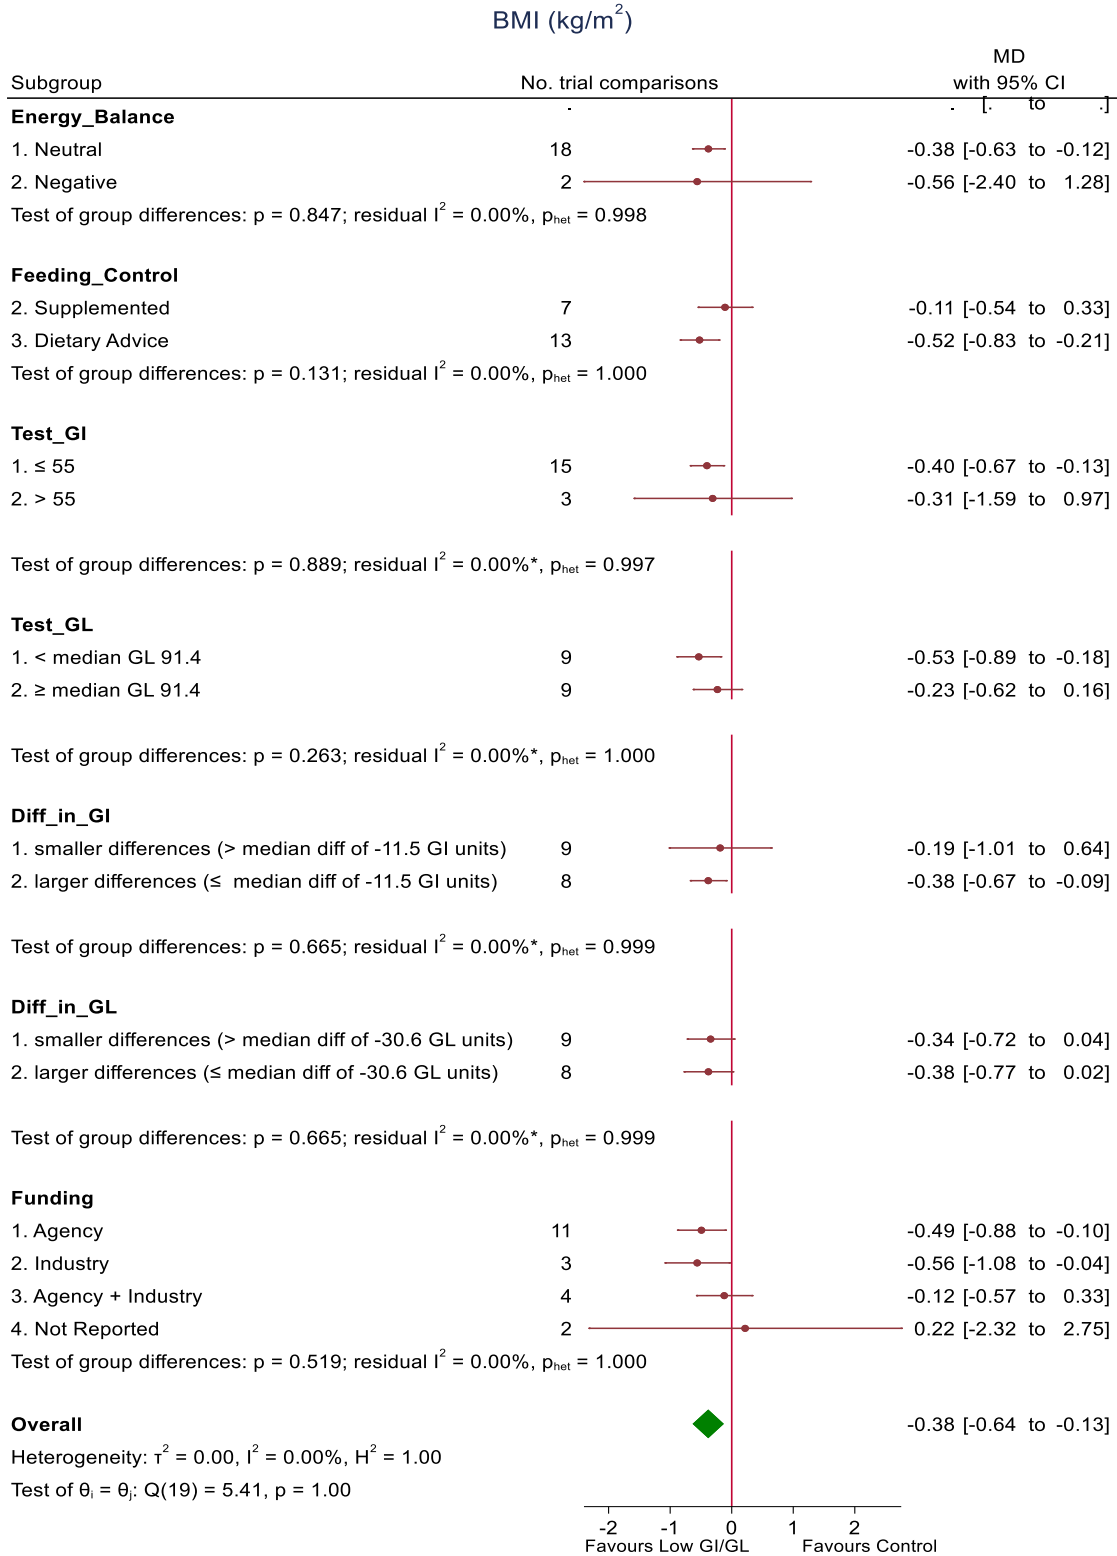 BMI (kg/m²)
MD
Subgroup No. trial comparisons with 95% CI
. . [. to .]
Energy_Balance
1. Neutral 18 -0.38 [-0.63 to -0.12]
2. Negative 2 -0.56 [-2.40 to 1.28]
Test of group differences: p = 0.847; residual I² = 0.00%, pₕₑₜ = 0.998
Feeding_Control
2. Supplemented 7 -0.11 [-0.54 to 0.33]
3. Dietary Advice 13 -0.52 [-0.83 to -0.21]
Test of group differences: p = 0.131; residual I² = 0.00%, pₕₑₜ = 1.000
Test_GI
1. ≤ 55 15 -0.40 [-0.67 to -0.13]
2. > 55 3 -0.31 [-1.59 to 0.97]
Test of group differences: p = 0.889; residual I² = 0.00%*, pₕₑₜ = 0.997
Test_GL
1. < median GL 91.4 9 -0.53 [-0.89 to -0.18]
2. ≥ median GL 91.4 9 -0.23 [-0.62 to 0.16]
Test of group differences: p = 0.263; residual I² = 0.00%*, pₕₑₜ = 1.000
Diff_in_GI
1. smaller differences (> median diff of -11.5 GI units) 9 -0.19 [-1.01 to 0.64]
2. larger differences (≤ median diff of -11.5 GI units) 8 -0.38 [-0.67 to -0.09]
Test of group differences: p = 0.665; residual I² = 0.00%*, pₕₑₜ = 0.999
Diff_in_GL
1. smaller differences (> median diff of -30.6 GL units) 9 -0.34 [-0.72 to 0.04]
2. larger differences (≤ median diff of -30.6 GL units) 8 -0.38 [-0.77 to 0.02]
Test of group differences: p = 0.665; residual I² = 0.00%*, pₕₑₜ = 0.999
Funding
1. Agency 11 -0.49 [-0.88 to -0.10]
2. Industry 3 -0.56 [-1.08 to -0.04]
3. Agency + Industry 4 -0.12 [-0.57 to 0.33]
4. Not Reported 2 0.22 [-2.32 to 2.75]
Test of group differences: p = 0.519; residual I² = 0.00%, pₕₑₜ = 1.000
Overall -0.38 [-0.64 to -0.13]
Heterogeneity: τ² = 0.00, I² = 0.00%, H² = 1.00
Test of θᵢ = θⱼ: Q(19) = 5.41, p = 1.00
-2 -1 0 1 2
Favours Low GI/GL Favours Control